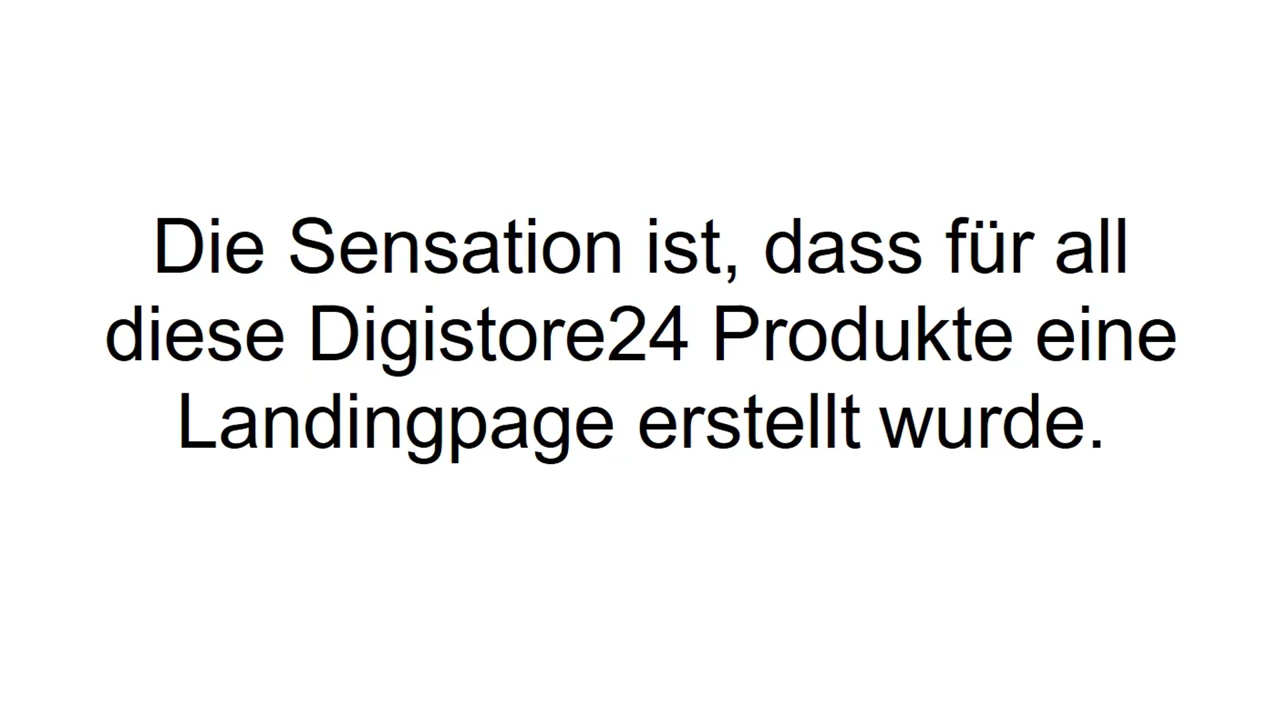 Die Sensation ist, dass für all
diese Digistore24 Produkte eine
Landingpage erstellt wurde.